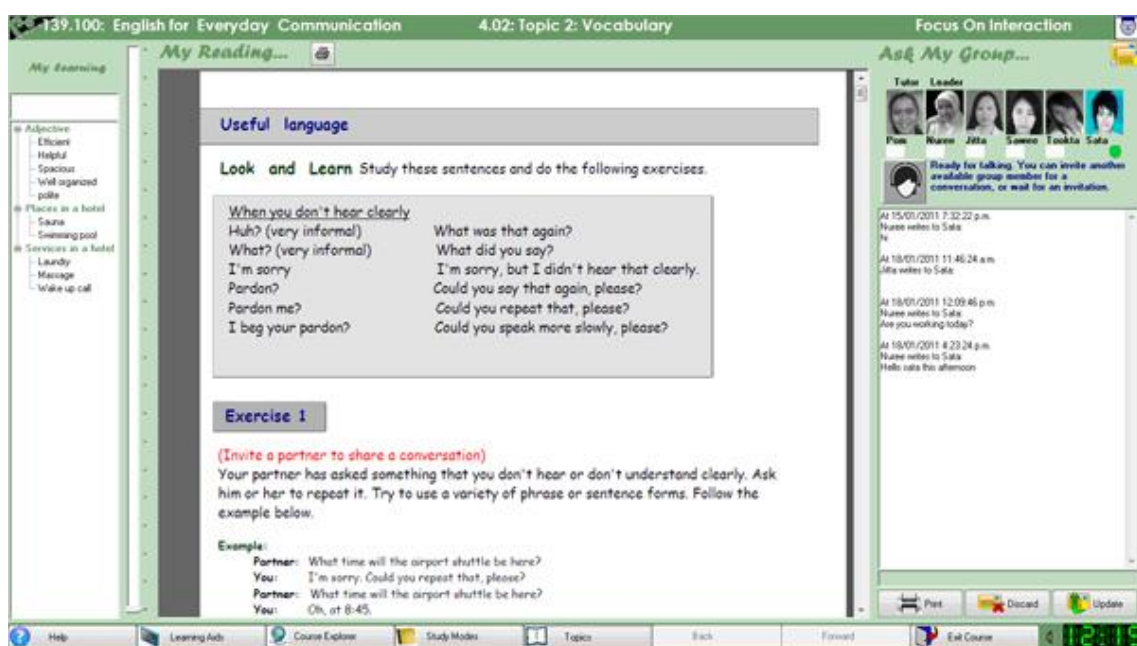 139.100: English for Everyday Communication
4.02: Topic 2: Vocabulary
Focus On Interaction
My learning
Adjective
Efficient
Helpful
Spacious
Well organized
polite
Places in a hotel
Sauna
Swimming pool
Services in a hotel
Laundry
Massage
Wake up call
My Reading...
Useful language
Look and Learn Study these sentences and do the following exercises.
When you don't hear clearly
Huh? (very informal) What was that again?
What? (very informal) What did you say?
I'm sorry I'm sorry, but I didn't hear that clearly.
Pardon? Could you say that again, please?
Pardon me? Could you repeat that, please?
I beg your pardon? Could you speak more slowly, please?
Exercise 1
(Invite a partner to share a conversation)
Your partner has asked something that you don't hear or don't understand clearly. Ask
him or her to repeat it. Try to use a variety of phrase or sentence forms. Follow the
example below.
Example:
Partner: What time will the airport shuttle be here?
You: I'm sorry. Could you repeat that, please?
Partner: What time will the airport shuttle be here?
You: Oh, at 8:45.
Ask My Group...
Tutor Leader
Pom Nuree Jitta Sawee Tookta Sata
Ready for talking. You can invite another
available group member for a
conversation, or wait for an invitation.
At 15/01/2011 7:32:22 p.m.
Nuree writes to Sata:
hi
At 18/01/2011 11:46:24 a.m.
Jitta writes to Sata:
At 18/01/2011 12:09:46 p.m.
Nuree writes to Sata:
Are you working today?
At 18/01/2011 4:23:24 p.m.
Nuree writes to Sata:
Hello sata this afternoon
Print Discard Update
Help Learning Aids Course Explorer Study Modes Topics Back Forward Exit Course